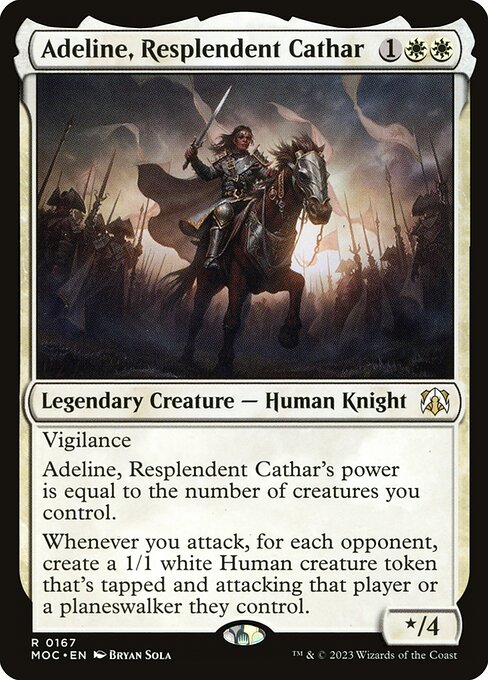 Adeline, Resplendent Cathar 1
Legendary Creature — Human Knight
Vigilance
Adeline, Resplendent Cathar's power
is equal to the number of creatures you
control.
Whenever you attack, for each opponent,
create a 1/1 white Human creature token
that's tapped and attacking that player or
a planeswalker they control.
★/4
R 0167
MOC • EN Bryan Sola
™ & © 2023 Wizards of the Coast